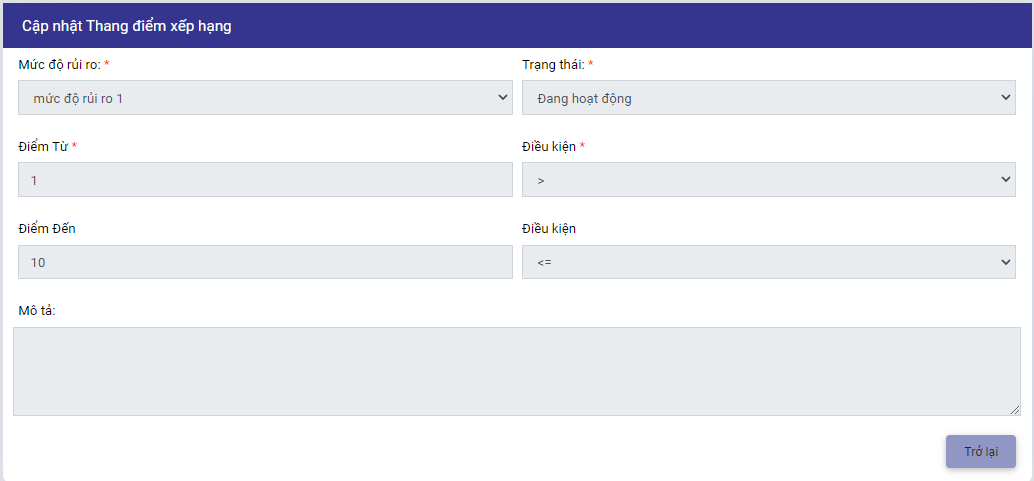 Cập nhật Thang điểm xếp hạng
Mức độ rủi ro: * Trạng thái: *
mức độ rủi ro 1 Đang hoạt động
Điểm Từ * Điều kiện *
1 >
Điểm Đến Điều kiện
10 <=
Mô tả:
Trở lại